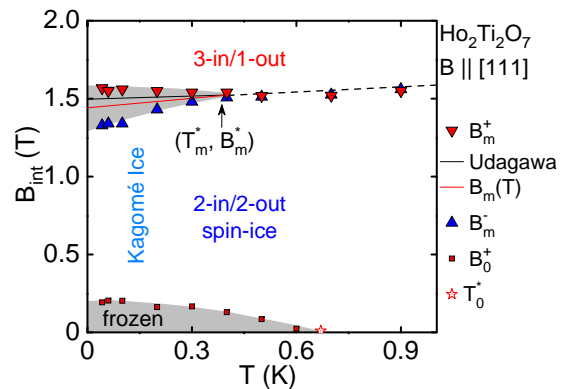 Ho₂Ti₂O₇
B || [111]
3-in/1-out
(T*ₘ, B*ₘ)
Kagomé Ice
2-in/2-out
spin-ice
frozen
B⁺ₘ
Udagawa
Bₘ(T)
B⁻ₘ
B⁺₀
T*₀
2.0
1.5
1.0
0.5
0
0
0.3
0.6
0.9
B_int (T)
T (K)